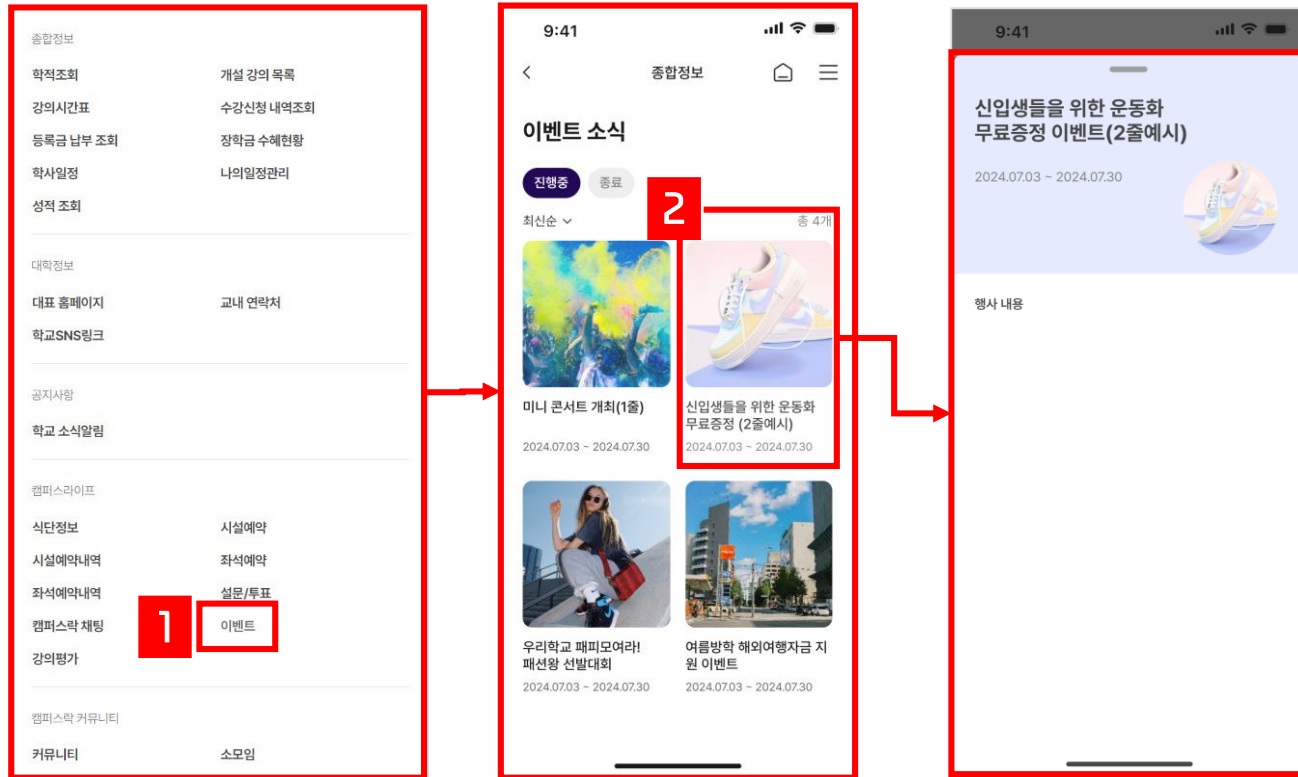 종합정보
학적조회 개설 강의 목록
강의시간표 수강신청 내역조회
등록금 납부 조회 장학금 수혜현황
학사일정 나의일정관리
성적 조회
대학정보
대표 홈페이지 교내 연락처
학교SNS링크
공지사항
학교 소식알림
캠퍼스라이프
식단정보 시설예약
시설예약내역 좌석예약
좌석예약내역 설문/투표
캠퍼스락 채팅 1 이벤트
강의평가
캠퍼스락 커뮤니티
커뮤니티 소모임
9:41
종합정보
이벤트 소식
진행중 종료
2
최신순 총 4개
미니 콘서트 개최(1줄)
2024.07.03 ~ 2024.07.30
신입생들을 위한 운동화
무료증정 (2줄예시)
2024.07.03 ~ 2024.07.30
우리학교 패피모여라!
패션왕 선발대회
2024.07.03 ~ 2024.07.30
여름방학 해외여행자금 지
원 이벤트
2024.07.03 ~ 2024.07.30
9:41
신입생들을 위한 운동화
무료증정 이벤트(2줄예시)
2024.07.03 ~ 2024.07.30
행사 내용